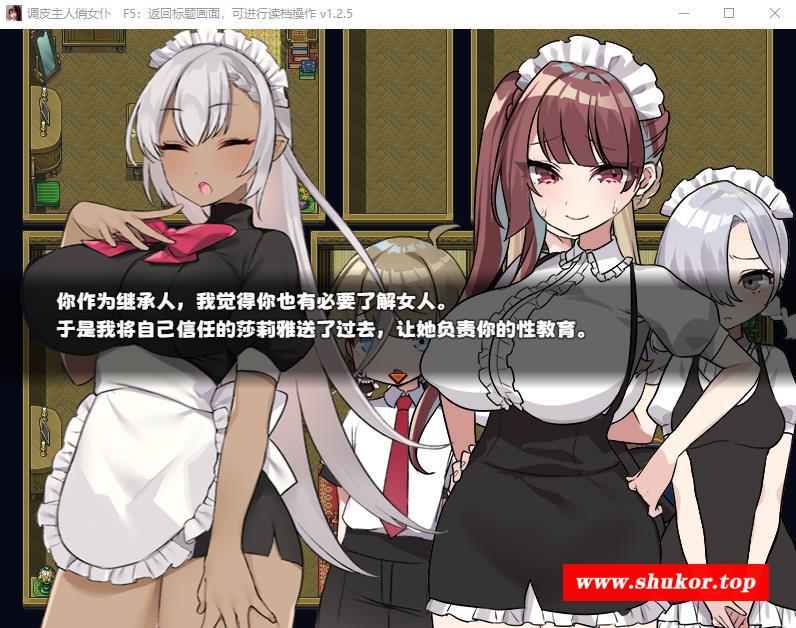 调皮主人俏女仆 F5：返回标题画面，可进行读档操作 v1.2.5
你作为继承人，我觉得你也有必要了解女人。
于是我将自己信任的莎莉雅送了过去，让她负责你的性教育。
www.shukor.top